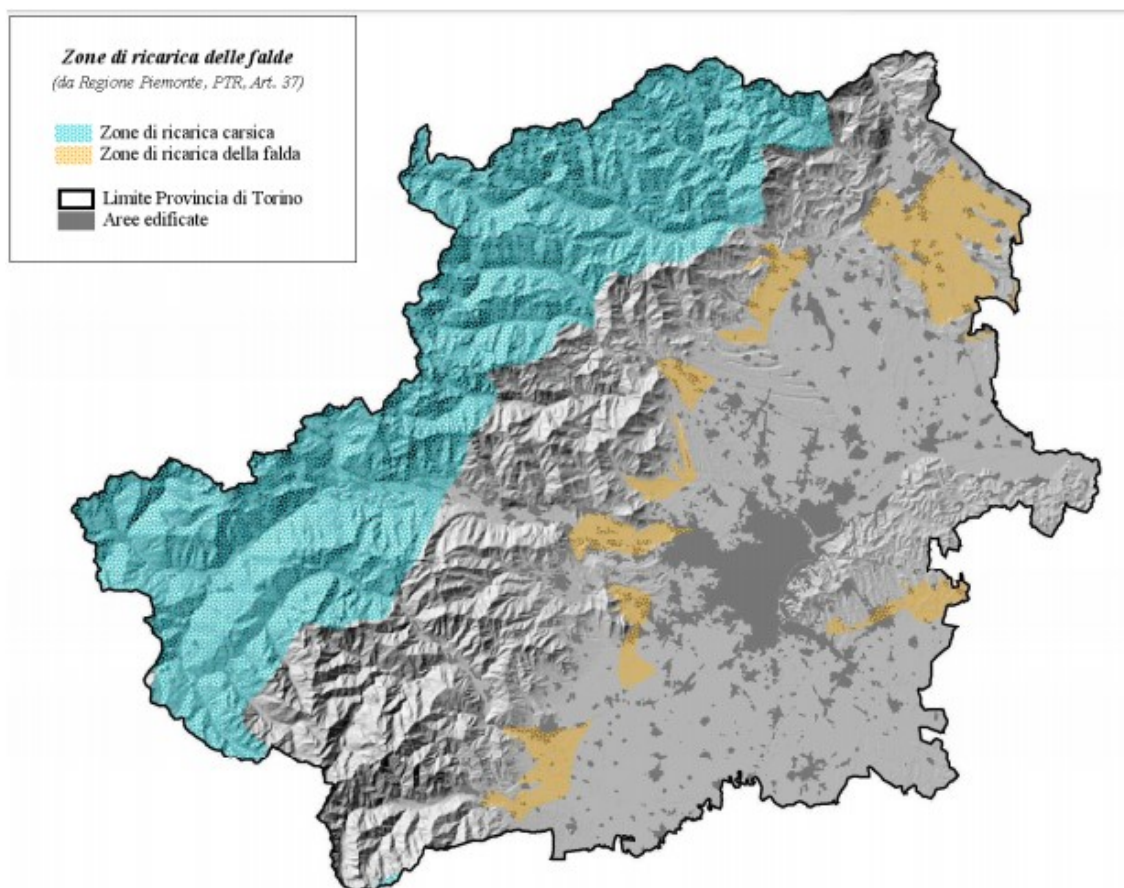 Zone di ricarica delle falde
(da Regione Piemonte, PTR, Art. 37)
Zone di ricarica carsica
Zone di ricarica della falda
Limite Provincia di Torino
Aree edificate